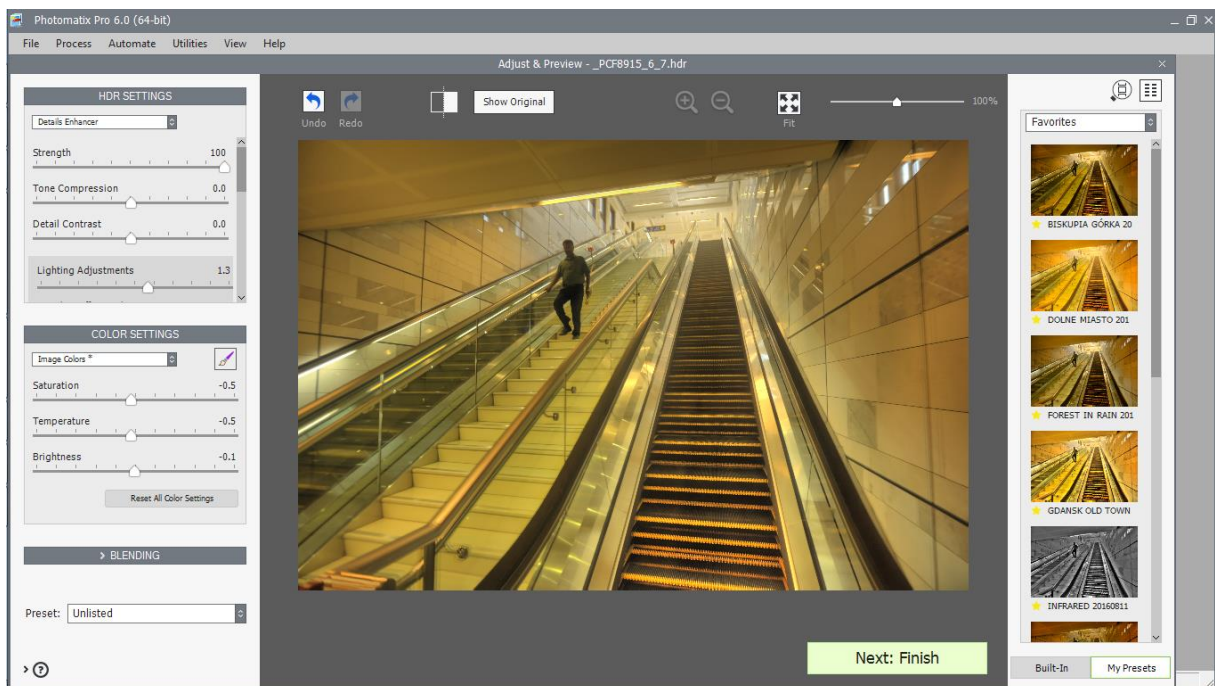 Photomatix Pro 6.0 (64-bit)
File Process Automate Utilities View Help
Adjust & Preview - _PCF8915_6_7.hdr
HDR SETTINGS
Details Enhancer
Strength 100
Tone Compression 0.0
Detail Contrast 0.0
Lighting Adjustments 1.3
COLOR SETTINGS
Image Colors *
Saturation -0.5
Temperature -0.5
Brightness -0.1
Reset All Color Settings
> BLENDING
Preset: Unlisted
> ?
Undo Redo
Show Original
Fit
100%
Next: Finish
Favorites
BISKUPIA GÓRKA 20
DOLNE MIASTO 201
FOREST IN RAIN 201
GDANSK OLD TOWN
INFRARED 20160811
Built-In My Presets